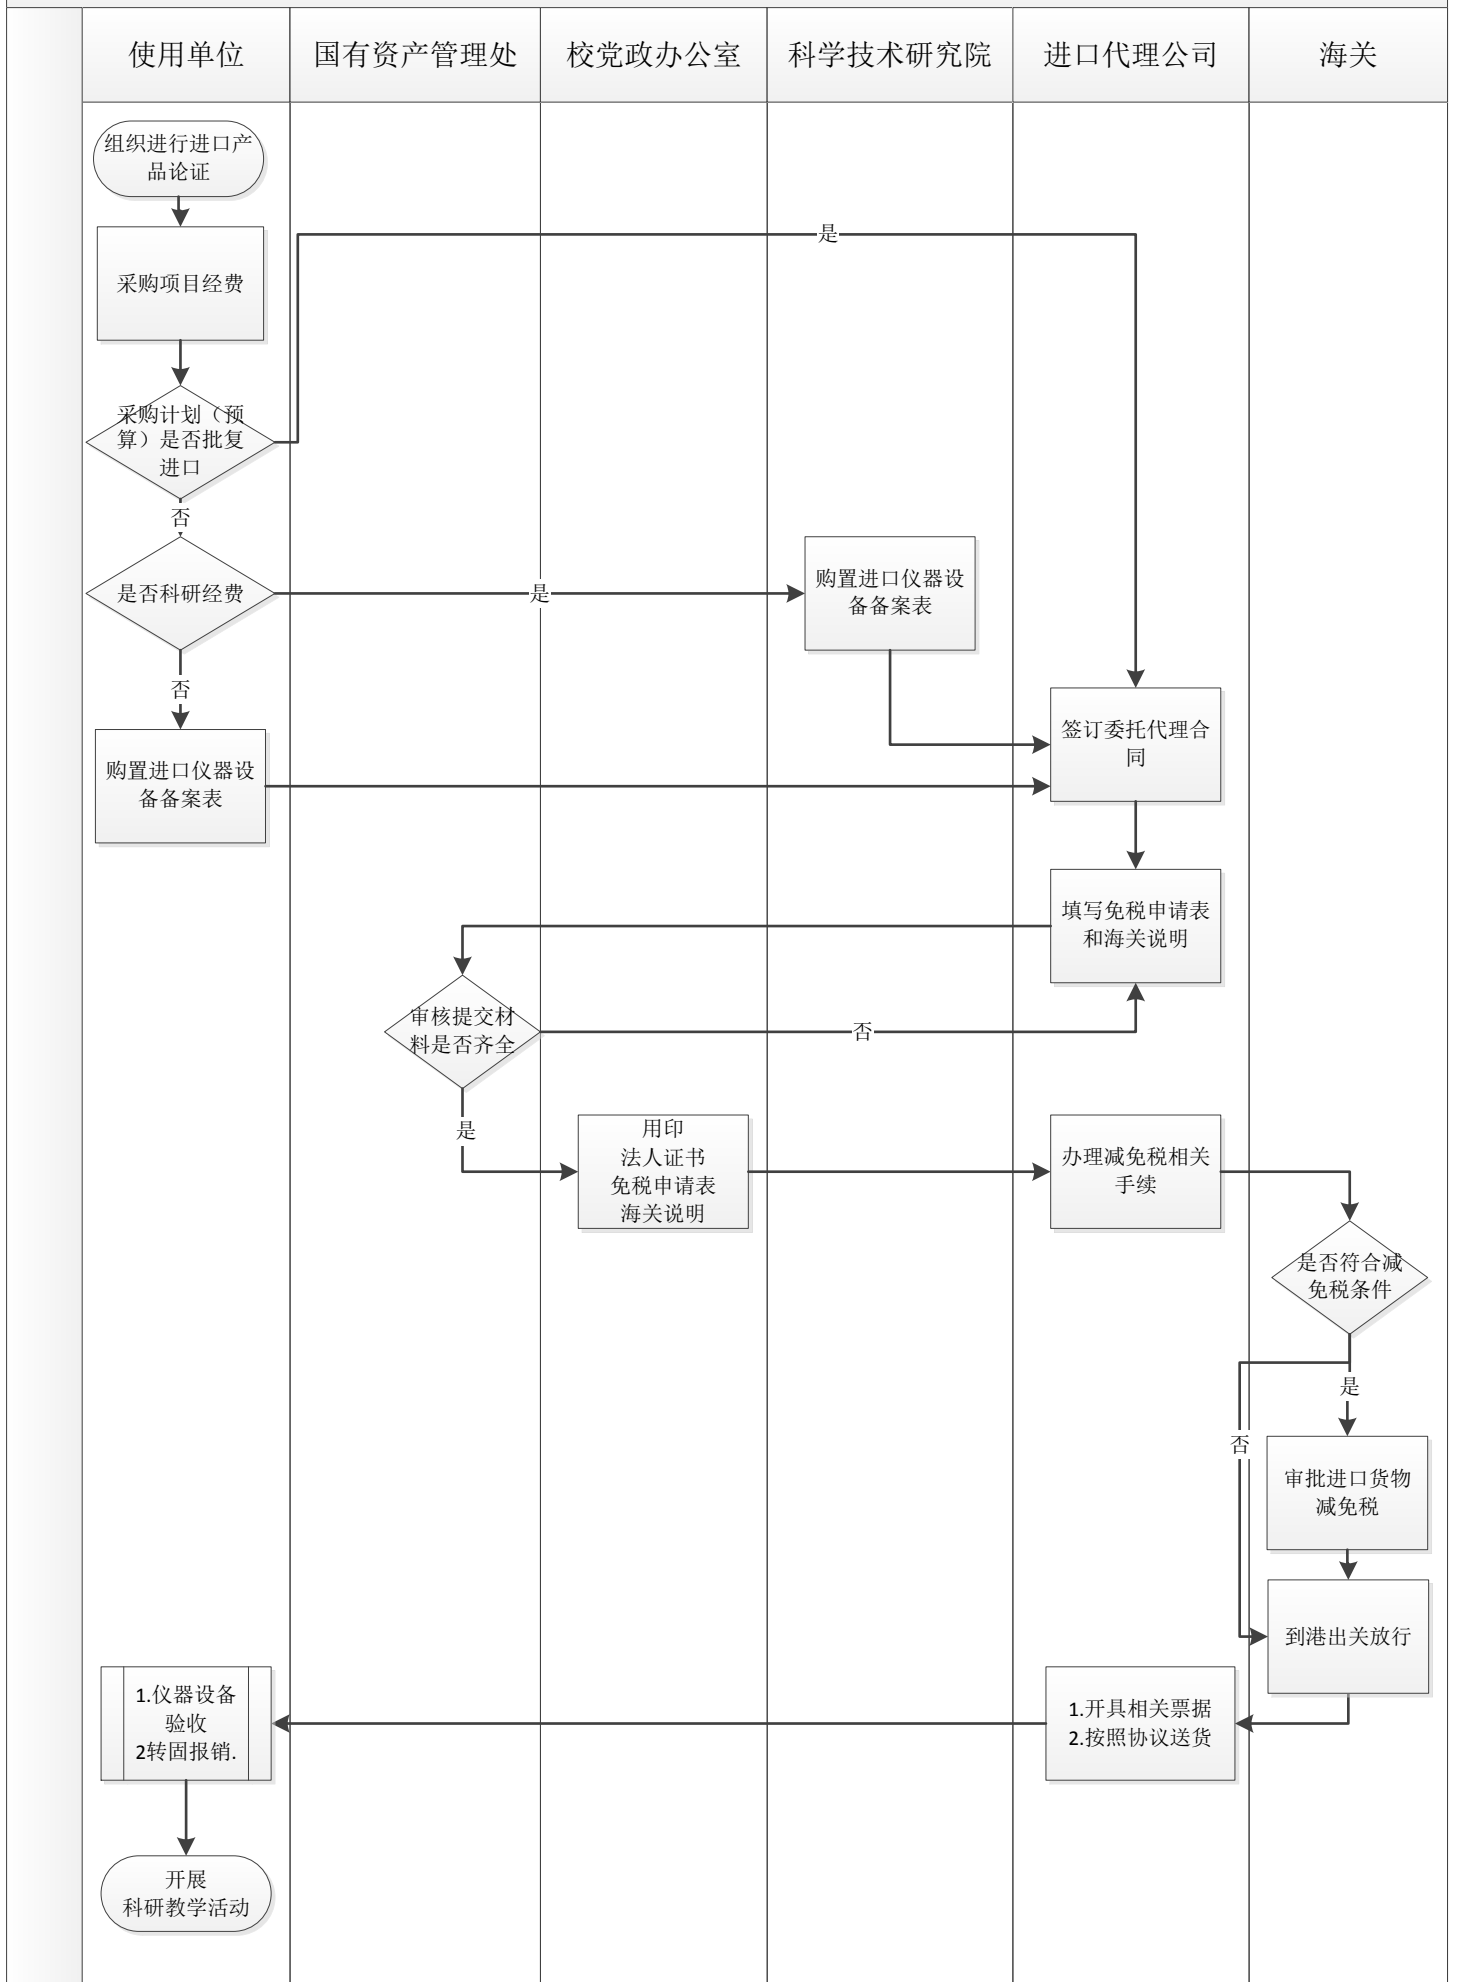 使用单位
国有资产管理处
校党政办公室
科学技术研究院
进口代理公司
海关
组织进行进口产
品论证
是
采购项目经费
采购计划（预
算）是否批复
进口
否
是否科研经费
是
购置进口仪器设
备备案表
否
购置进口仪器设
备备案表
签订委托代理合
同
填写免税申请表
和海关说明
审核提交材
料是否齐全
否
是
用印
法人证书
免税申请表
海关说明
办理减免税相关
手续
是否符合减
免税条件
是
否
审批进口货物
减免税
到港出关放行
1.开具相关票据
2.按照协议送货
1.仪器设备
验收
2转固报销.
开展
科研教学活动